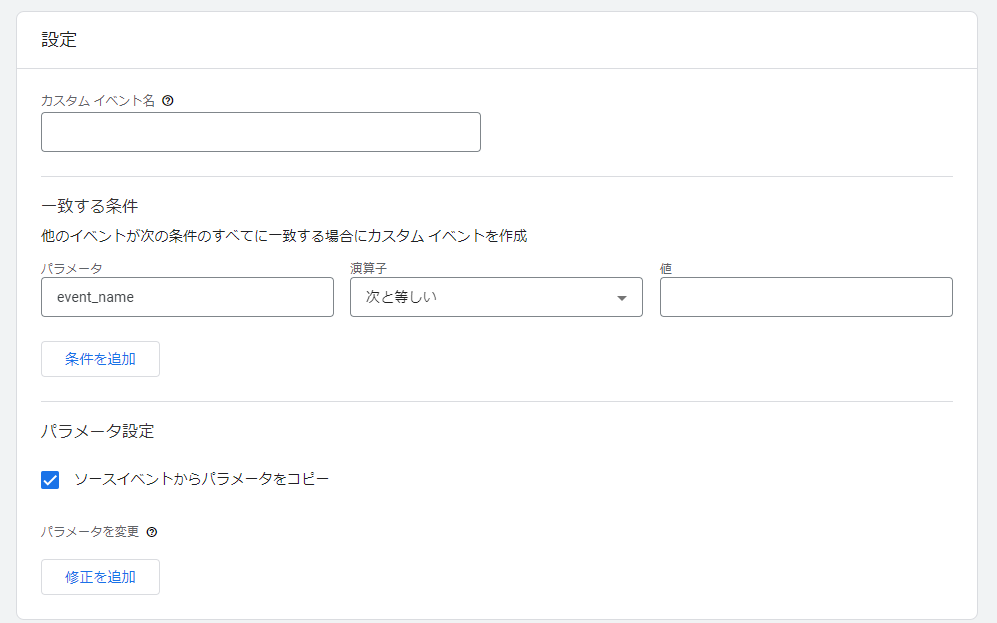 設定
カスタム イベント名
一致する条件
他のイベントが次の条件のすべてに一致する場合にカスタム イベントを作成
パラメータ 演算子 値
event_name 次と等しい
条件を追加
パラメータ設定
ソースイベントからパラメータをコピー
パラメータを変更
修正を追加